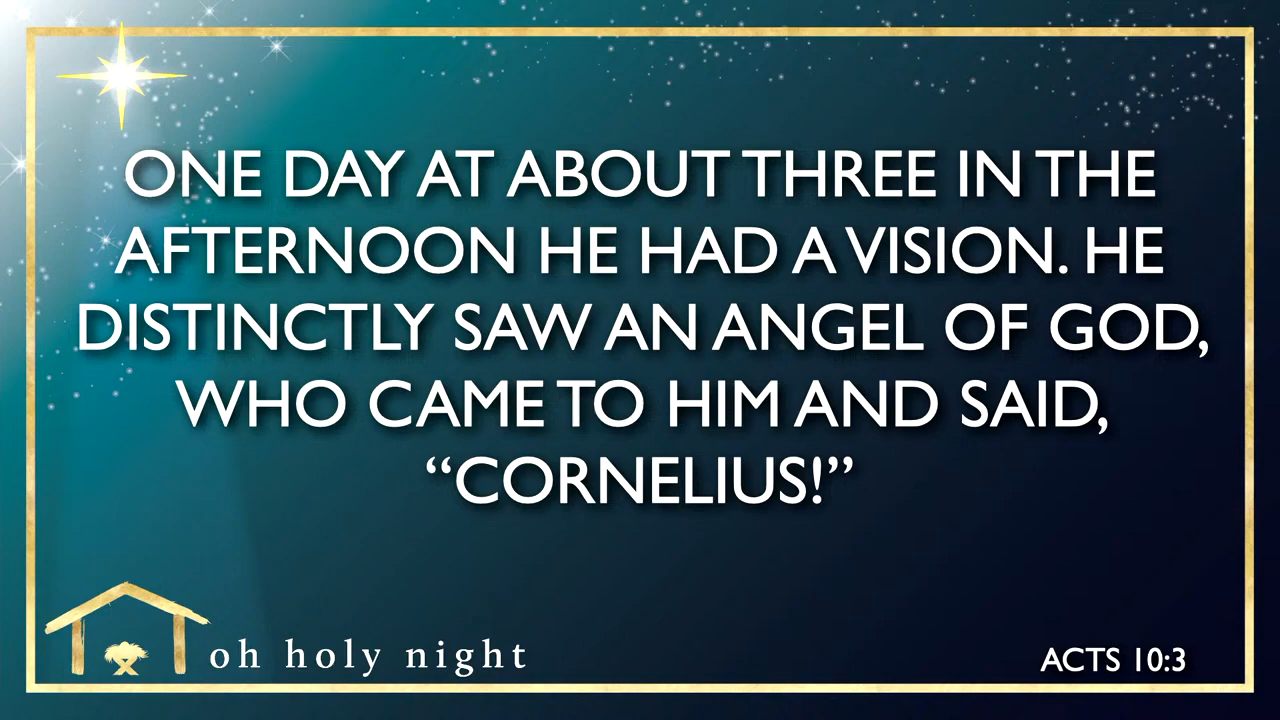 ONE DAY AT ABOUT THREE IN THE
AFTERNOON HE HAD A VISION. HE
DISTINCTLY SAW AN ANGEL OF GOD,
WHO CAME TO HIM AND SAID,
“CORNELIUS!”
oh holy night
ACTS 10:3